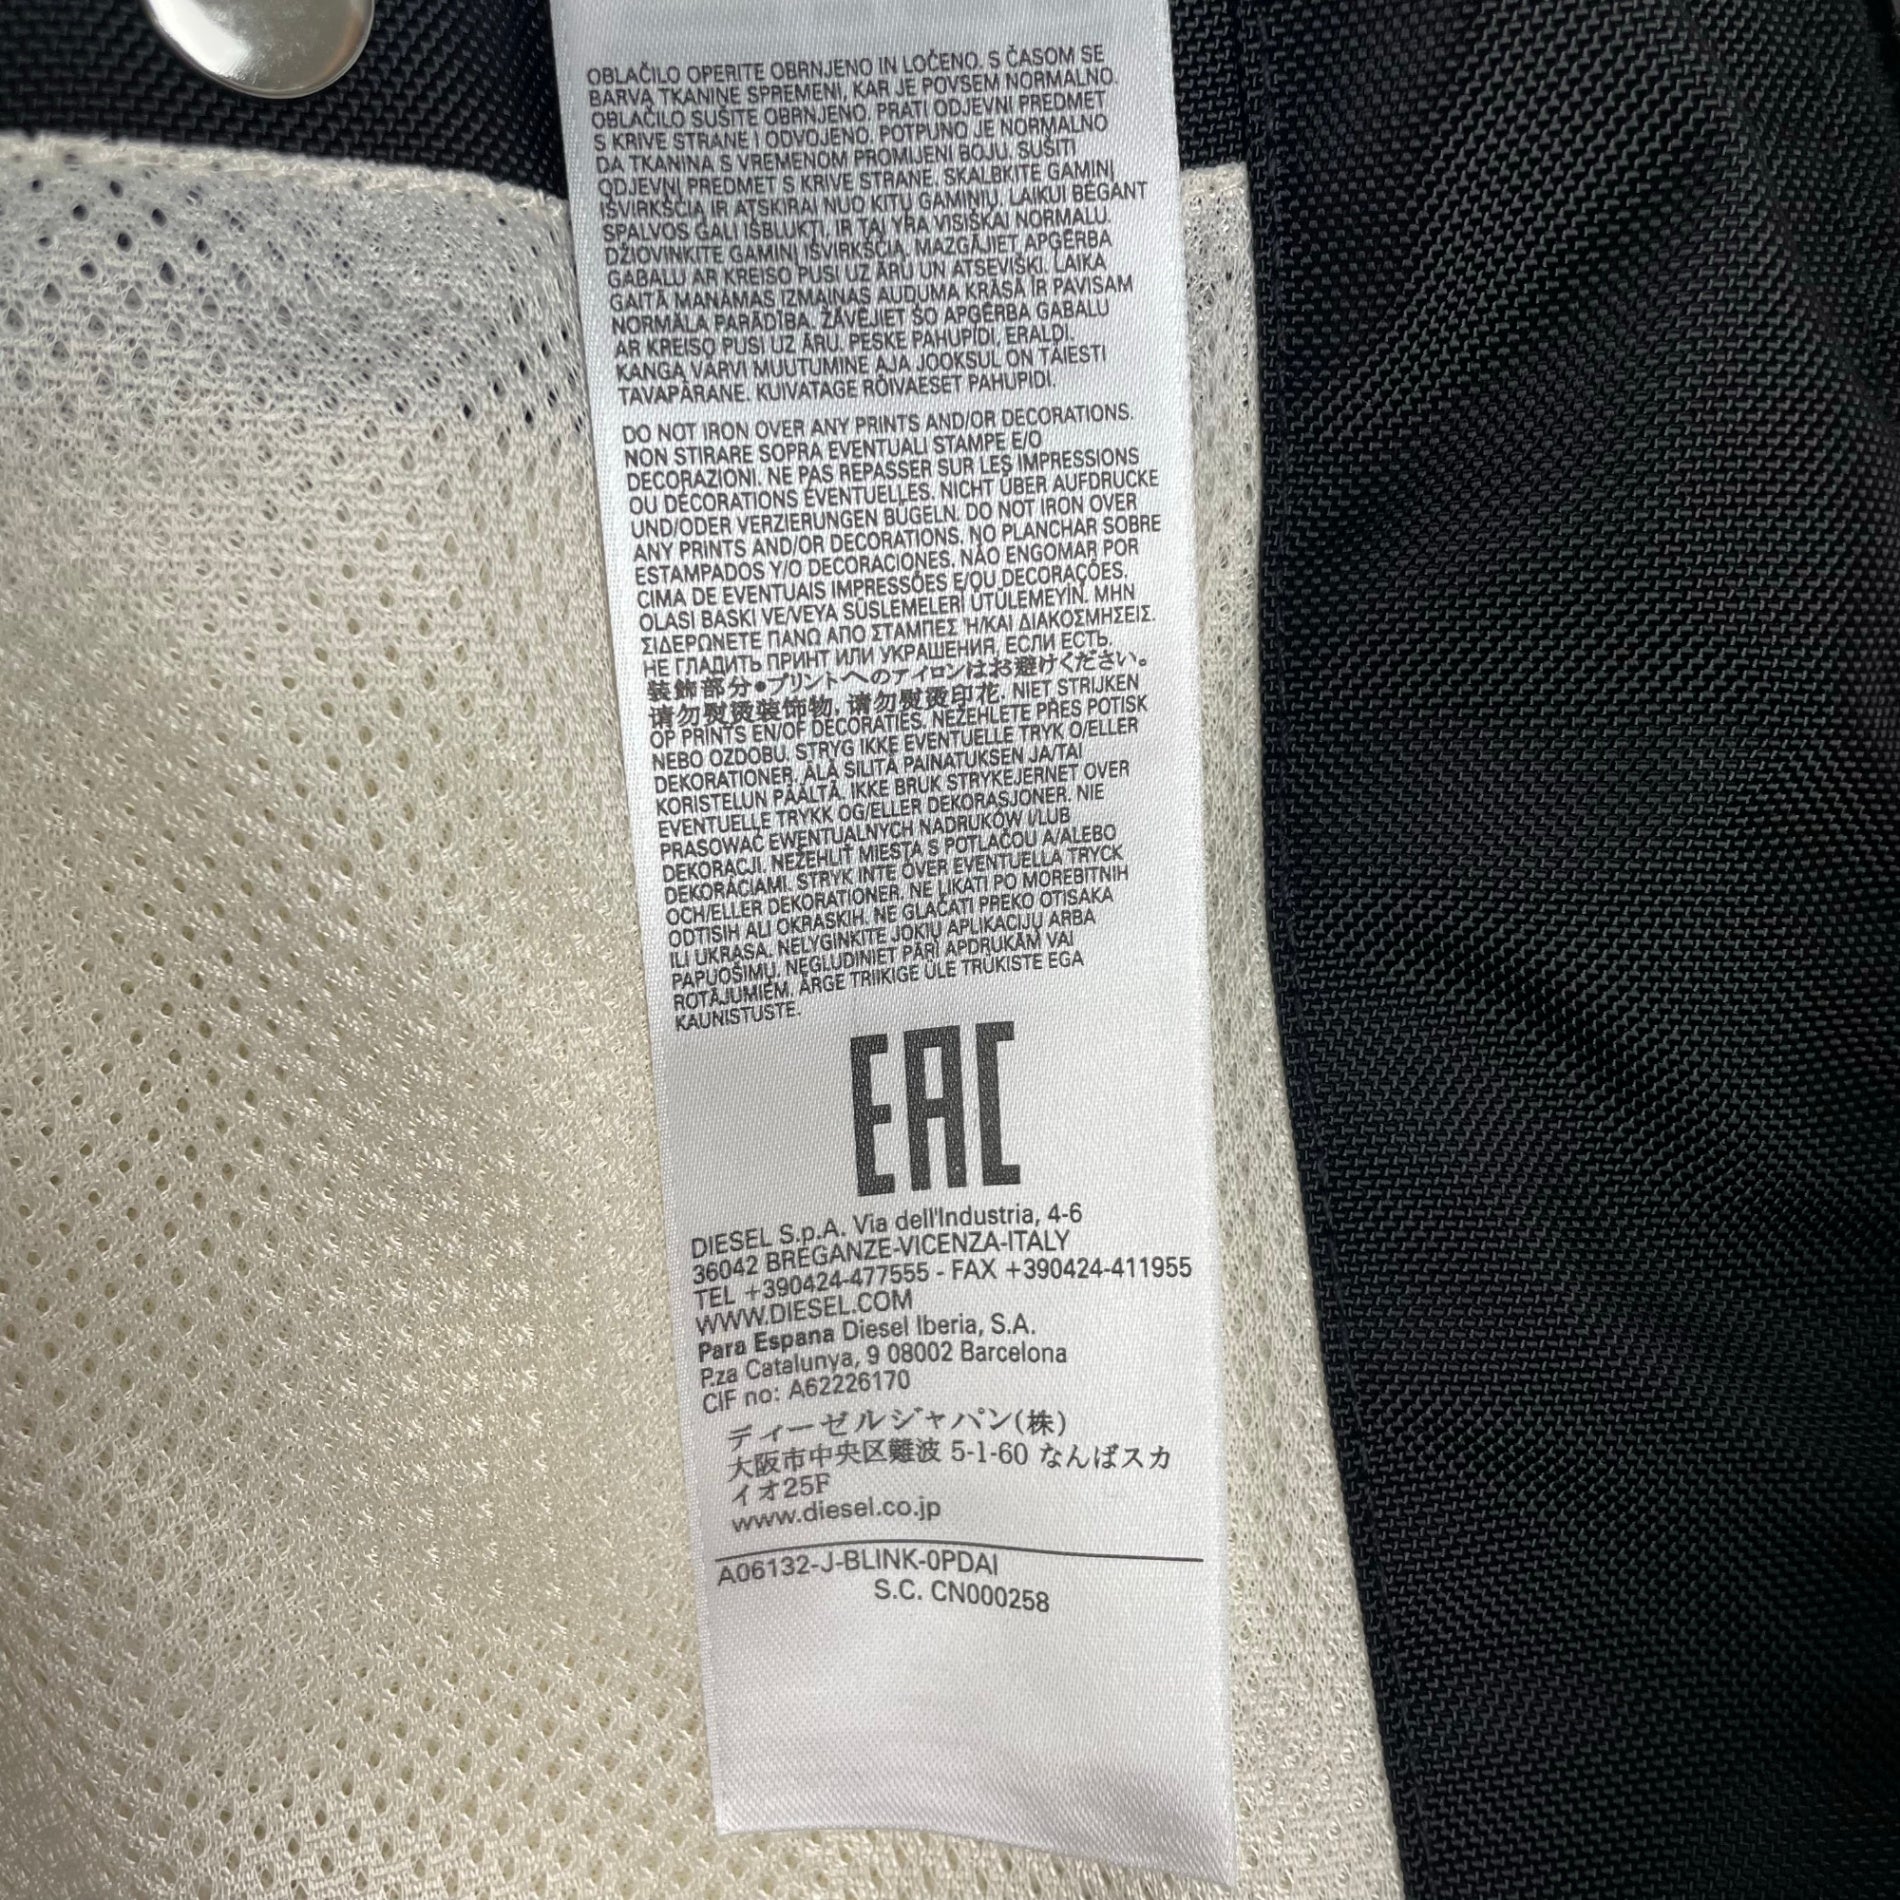 OBLAČILO OPERITE OBRNJENO IN LOČENO. S ČASOM SE
BARVA TKANINE SPREMENI, KAR JE POVSEM NORMALNO.
OBLAČILO SUŠITE OBRNJENO. PRATI ODJEVNI PREDMET
S KRIVE STRANE I ODVOJENO. POTPUNO JE NORMALNO
DA TKANINA S VREMENOM PROMIJENI BOJU. SUŠITI
ODJEVNI PREDMET S KRIVE STRANE. SKALBKITE GAMINĮ
IŠVIRKŠČIĄ IR ATSKIRAI NUO KITŲ GAMINIŲ. LAIKUI BĖGANT
SPALVOS GALI IŠBLUKTI, IR TAI YRA VISIŠKAI NORMALU.
DŽIOVINKITE GAMINĮ IŠVIRKŠČIĄ. MAZGĀJIET APĢĒRBA
GABALU AR KREISO PUSI UZ ĀRU UN ATSEVIŠĶI. LAIKA
GAITĀ MANĀMAS IZMAIŅAS AUDUMA KRĀSĀ IR PAVISAM
NORMĀLA PARĀDĪBA. ŽĀVĒJIET ŠO APĢĒRBA GABALU
AR KREISO PUSI UZ ĀRU. PESKE PAHUPIDI, ERALDI.
KANGA VÄRVI MUUTUMINE AJA JOOKSUL ON TÄIESTI
TAVAPÄRANE. KUIVATAGE RÕIVAESET PAHUPIDI.
DO NOT IRON OVER ANY PRINTS AND/OR DECORATIONS.
NON STIRARE SOPRA EVENTUALI STAMPE E/O
DECORAZIONI. NE PAS REPASSER SUR LES IMPRESSIONS
OU DÉCORATIONS ÉVENTUELLES. NICHT ÜBER AUFDRUCKE
UND/ODER VERZIERUNGEN BÜGELN. DO NOT IRON OVER
ANY PRINTS AND/OR DECORATIONS. NO PLANCHAR SOBRE
ESTAMPADOS Y/O DECORACIONES. NÃO ENGOMAR POR
CIMA DE EVENTUAIS IMPRESSÕES E/OU DECORAÇÕES.
OLASI BASKI VE/VEYA SÜSLEMELERİ ÜTÜLEMEYİN. ΜΗΝ
ΣΙΔΕΡΩΝΕΤΕ ΠΑΝΩ ΑΠΟ ΣΤΑΜΠΕΣ Ή/ΚΑΙ ΔΙΑΚΟΣΜΗΣΕΙΣ.
НЕ ГЛАДИТЬ ПРИНТ ИЛИ УКРАШЕНИЯ, ЕСЛИ ЕСТЬ.
装飾部分●プリントへのアイロンはお避けください。
请勿熨烫装饰物, 请勿熨烫印花. NIET STRIJKEN
OP PRINTS EN/OF DECORATIES. NEŽEHLETE PŘES POTISK
NEBO OZDOBU. STRYG IKKE EVENTUELLE TRYK O/ELLER
DEKORATIONER. ÄLÄ SILITÄ PAINATUKSEN JA/TAI
KORISTELUN PÄÄLTÄ. IKKE BRUK STRYKEJERNET OVER
EVENTUELLE TRYKK OG/ELLER DEKORASJONER. NIE
PRASOWAĆ EWENTUALNYCH NADRUKÓW I/LUB
DEKORACJI. NEŽEHLIŤ MIESTA S POTLAČOU A/ALEBO
DEKORÁCIAMI. STRYK INTE ÖVER EVENTUELLA TRYCK
OCH/ELLER DEKORATIONER. NE LIKATI PO MOREBITNIH
ODTISIH ALI OKRASKIH. NE GLAČATI PREKO OTISAKA
ILI UKRASA. NELYGINKITE JOKIŲ APLIKACIJŲ ARBA
PAPUOŠIMŲ. NEGLUDINIET PĀRI APDRUKĀM VAI
ROTĀJUMIEM. ÄRGE TRIIKIGE ÜLE TRÜKISTE EGA
KAUNISTUSTE.
EAC
DIESEL S.p.A. Via dell'Industria, 4-6
36042 BREGANZE-VICENZA-ITALY
TEL +390424-477555 - FAX +390424-411955
WWW.DIESEL.COM
Para Espana Diesel Iberia, S.A.
P.za Catalunya, 9 08002 Barcelona
CIF no: A62226170
ディーゼルジャパン(株)
大阪市中央区難波 5-1-60 なんばスカ
イオ25F
www.diesel.co.jp
A06132-J-BLINK-0PDAI
S.C. CN000258